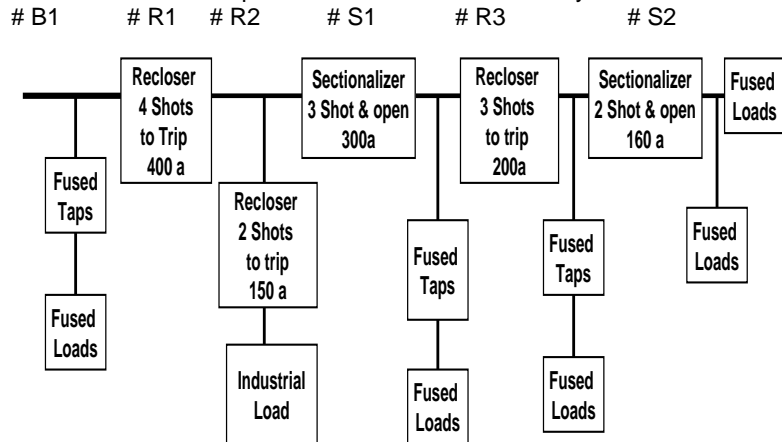 # B1 # R1 # R2 # S1 # R3 # S2
Recloser
4 Shots
to Trip
400 a
Sectionalizer
3 Shot & open
300a
Recloser
3 Shots
to trip
200a
Sectionalizer
2 Shot & open
160 a
Fused
Loads
Fused
Taps
Fused
Loads
Recloser
2 Shots
to trip
150 a
Industrial
Load
Fused
Taps
Fused
Loads
Fused
Taps
Fused
Loads
Fused
Loads